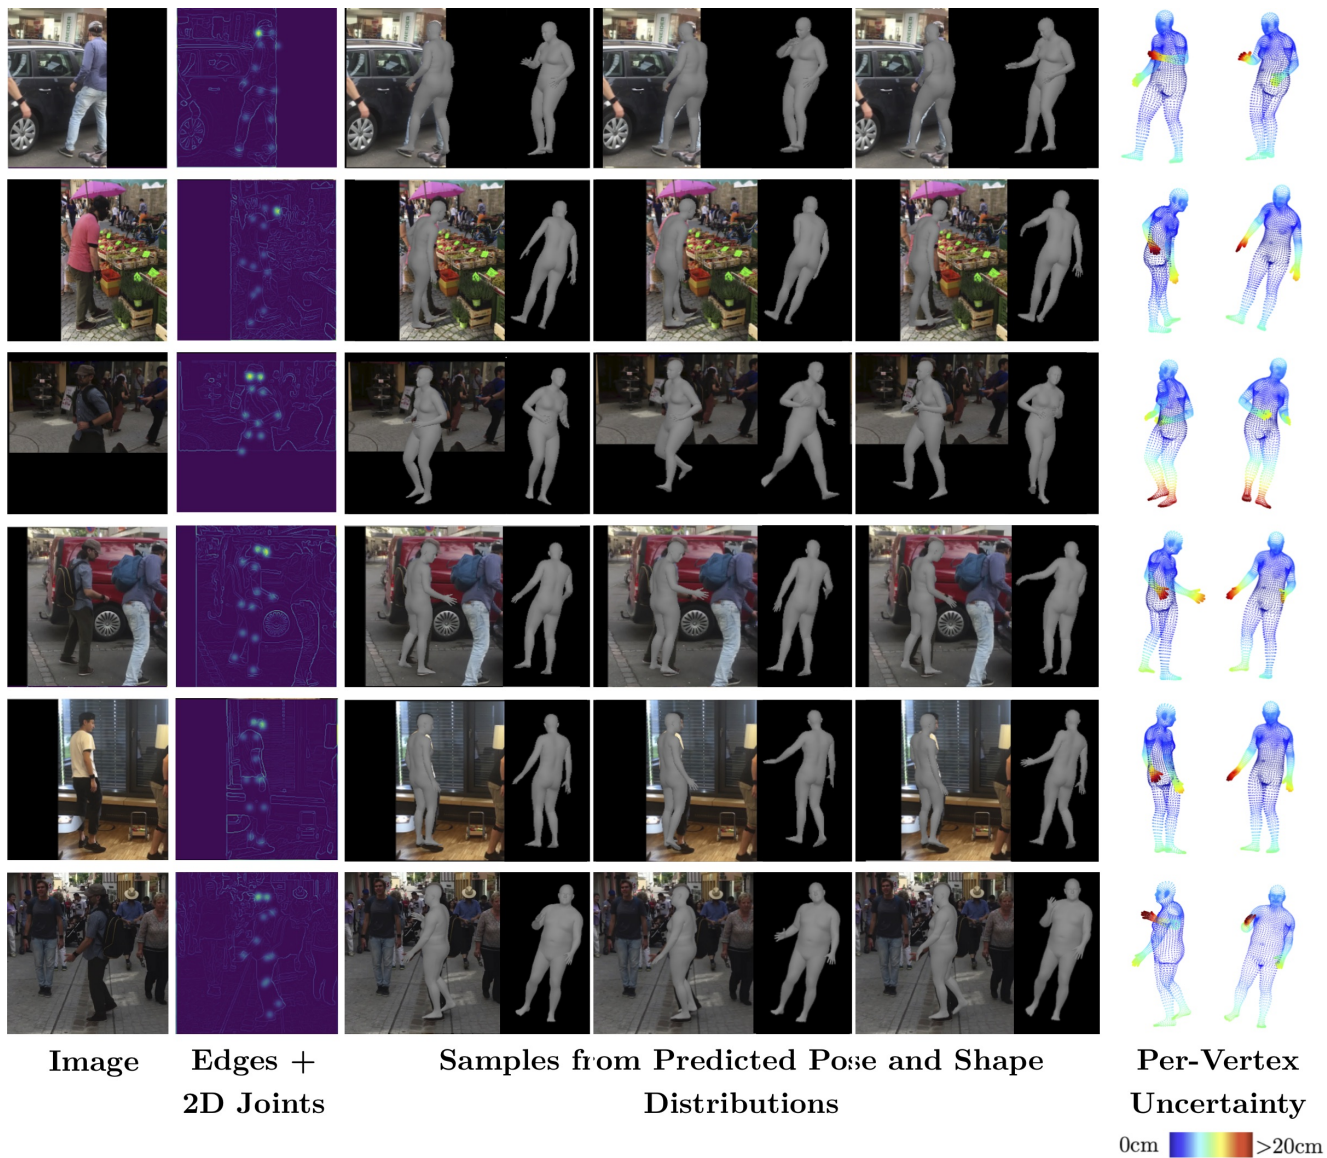 Image
Edges +
2D Joints
Samples from Predicted Pose and Shape
Distributions
Per-Vertex
Uncertainty
0cm
>20cm